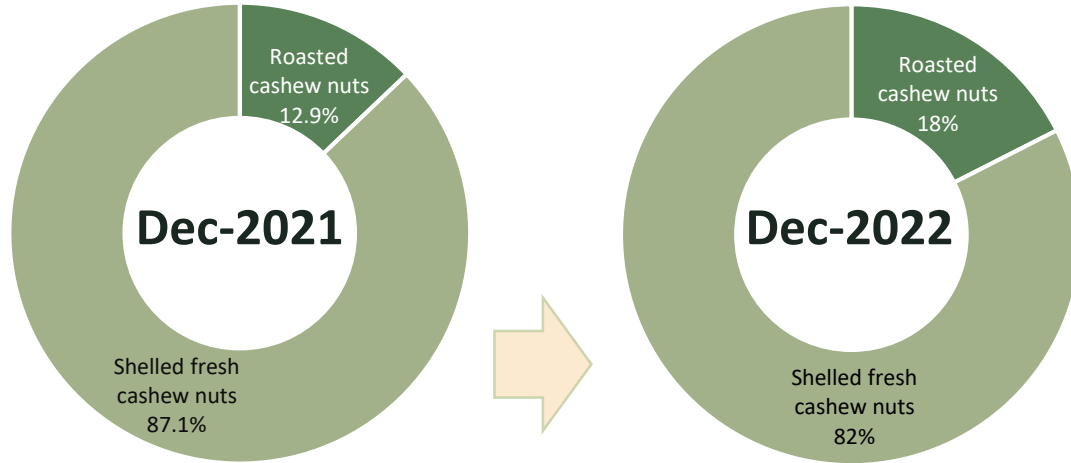 Roasted
cashew nuts
12.9%
Dec-2021
Shelled fresh
cashew nuts
87.1%
Roasted
cashew nuts
18%
Dec-2022
Shelled fresh
cashew nuts
82%